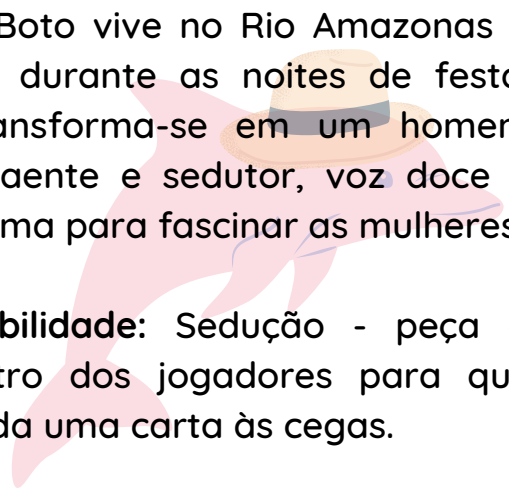 Boto vive no Rio Amazonas
durante as noites de festa
ansforma-se em um homem
aente e sedutor, voz doce
ma para fascinar as mulheres
bilidade: Sedução - peça
tro dos jogadores para qu
da uma carta às cegas.